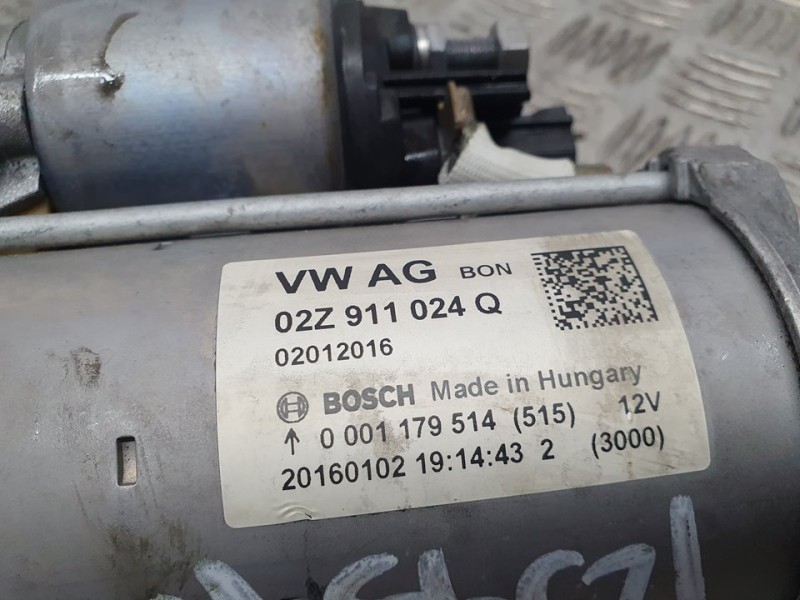 VW AG BON
02Z 911 024 Q
02012016
BOSCH Made in Hungary
↑ 0 001 179 514 (515) 12V
20160102 19:14:43 2 (3000)